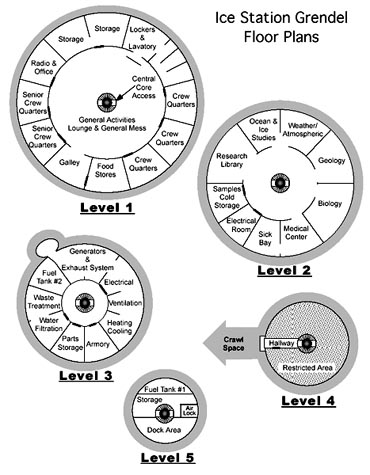 Ice Station Grendel
Floor Plans
Storage
Storage
Lockers
&
Lavatory
Radio &
Office
Central
Core
Access
Senior
Crew
Quarters
Crew
Quarters
General Activities
Lounge & General Mess
Senior
Crew
Quarters
Crew
Quarters
Galley
Food
Stores
Crew
Quarters
Level 1
Ocean &
Ice
Studies
Weather/
Atmospheric
Research
Library
Geology
Samples
Cold
Storage
Biology
Electrical
Room
Sick
Bay
Medical
Center
Level 2
Generators
&
Exhaust System
Fuel
Tank #2
Electrical
Waste
Treatment
Ventilation
Water
Filtration
Heating
Cooling
Parts
Storage
Armory
Level 3
Crawl
Space
Hallway
Restricted Area
Level 4
Fuel Tank #1
Storage
Air
Lock
Dock Area
Level 5